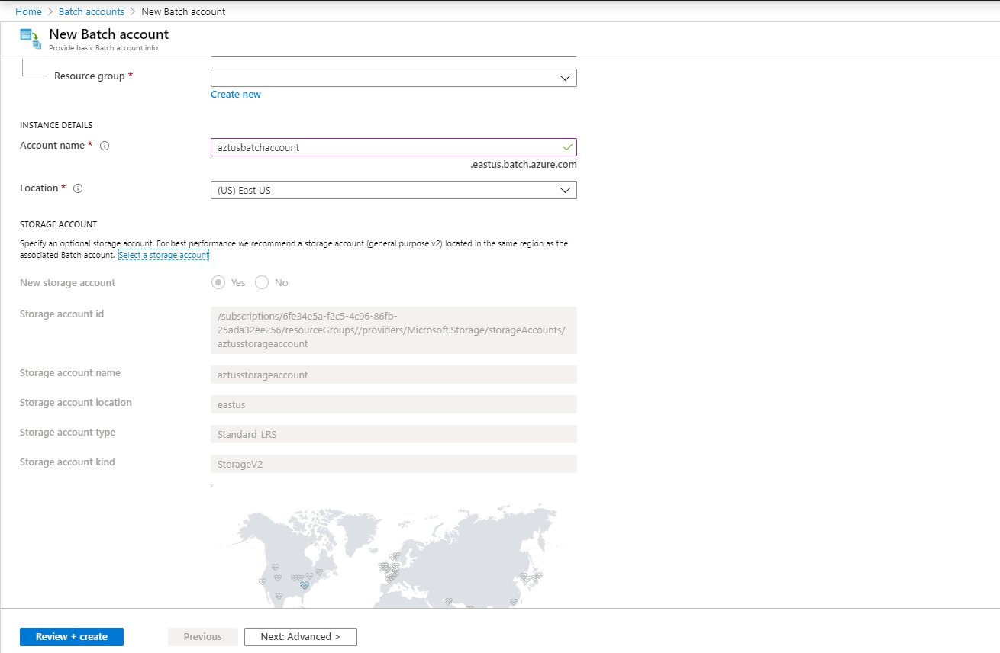 Home > Batch accounts > New Batch account
New Batch account
Provide basic Batch account info
Resource group *
Create new
INSTANCE DETAILS
Account name *
aztusbatchaccount
.eastus.batch.azure.com
Location *
(US) East US
STORAGE ACCOUNT
Specify an optional storage account. For best performance we recommend a storage account (general purpose v2) located in the same region as the
associated Batch account. Select a storage account
New storage account
Yes
No
Storage account id
/subscriptions/6fe34e5a-f2c5-4c96-86fb-
25ada32ee256/resourceGroups//providers/Microsoft.Storage/storageAccounts/
aztusstorageaccount
Storage account name
aztusstorageaccount
Storage account location
eastus
Storage account type
Standard_LRS
Storage account kind
StorageV2
Review + create
Previous
Next: Advanced >